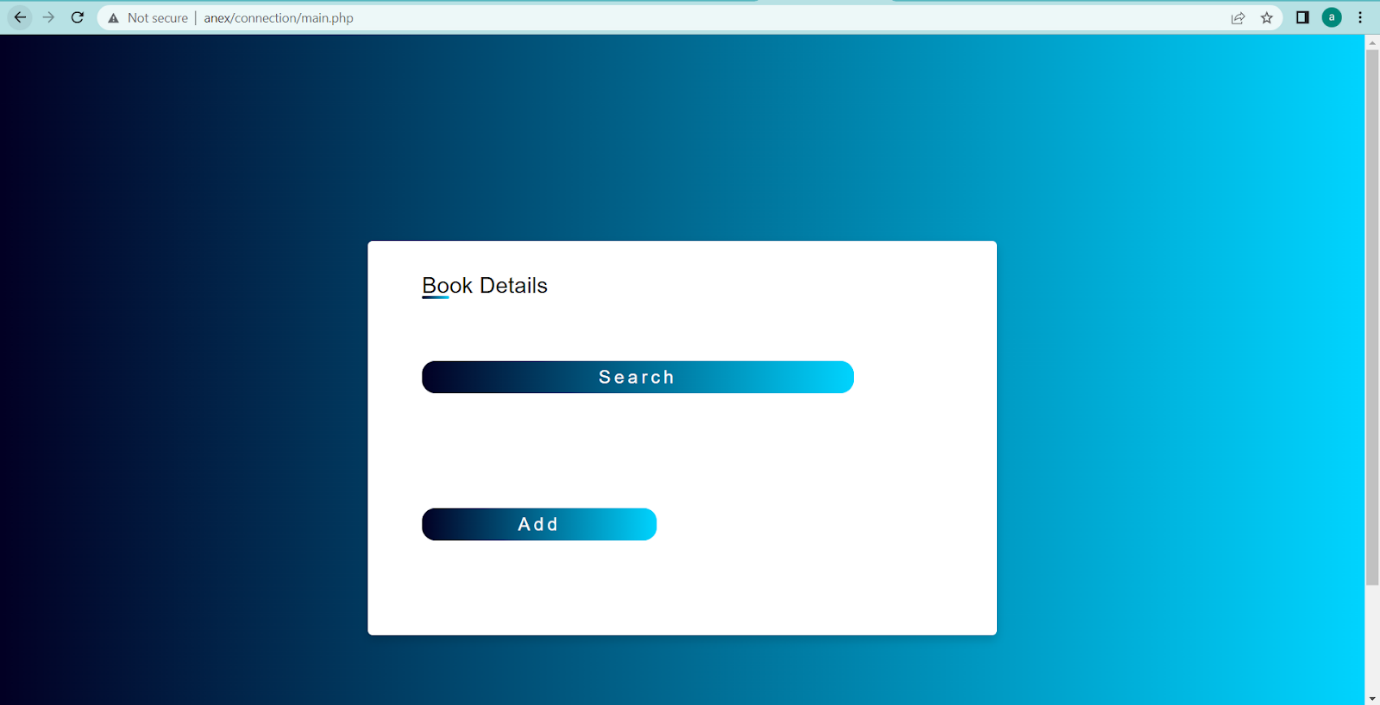 Not secure | anex/connection/main.php
a
Book Details
Search
Add